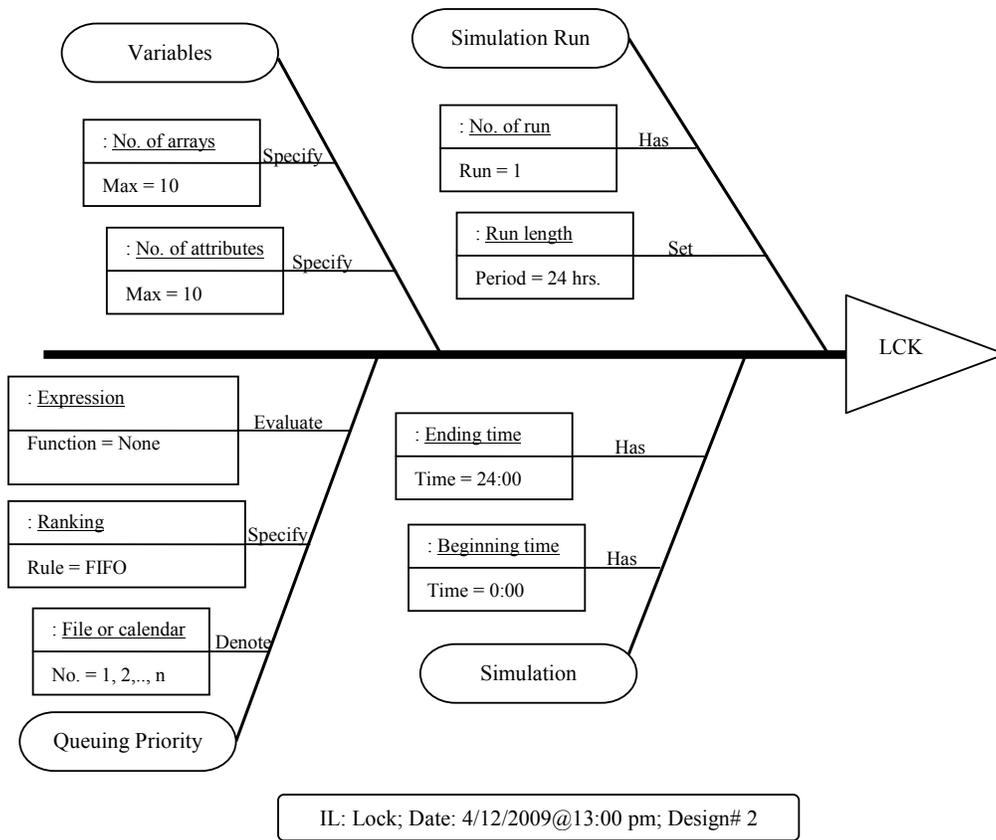 Variables
Simulation Run
: No. of arrays
Specify
Max = 10
: No. of run
Has
Run = 1
: No. of attributes
Specify
Max = 10
: Run length
Set
Period = 24 hrs.
LCK
: Expression
Evaluate
Function = None
: Ending time
Has
Time = 24:00
: Ranking
Specify
Rule = FIFO
: Beginning time
Has
Time = 0:00
: File or calendar
Denote
No. = 1, 2,.., n
Simulation
Queuing Priority
IL: Lock; Date: 4/12/2009@13:00 pm; Design# 2